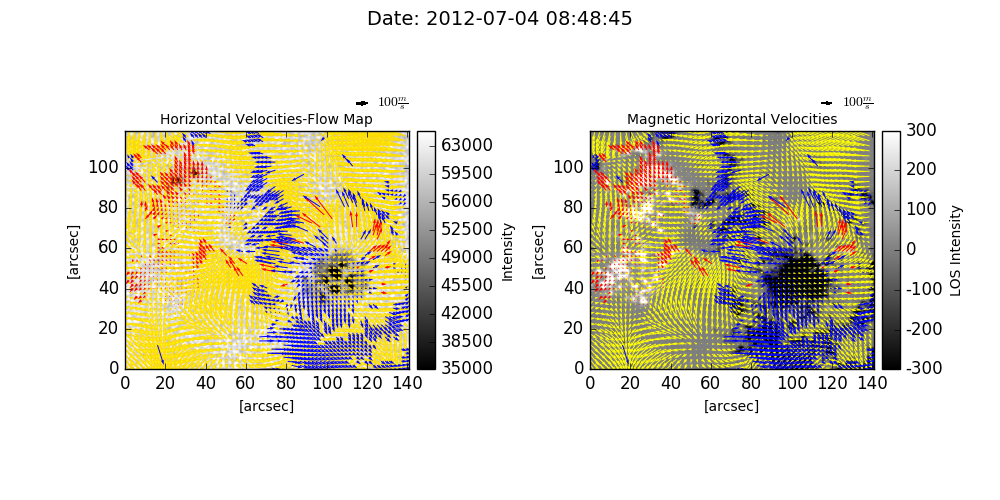 Date: 2012-07-04 08:48:45
100 m/s
Horizontal Velocities-Flow Map
100
80
60
40
20
0
[arcsec]
0 20 40 60 80 100 120 140
[arcsec]
63000
59500
56000
52500
49000
45500
42000
38500
35000
Intensity
100 m/s
Magnetic Horizontal Velocities
100
80
60
40
20
0
[arcsec]
0 20 40 60 80 100 120 140
[arcsec]
300
200
100
0
-100
-200
-300
LOS Intensity